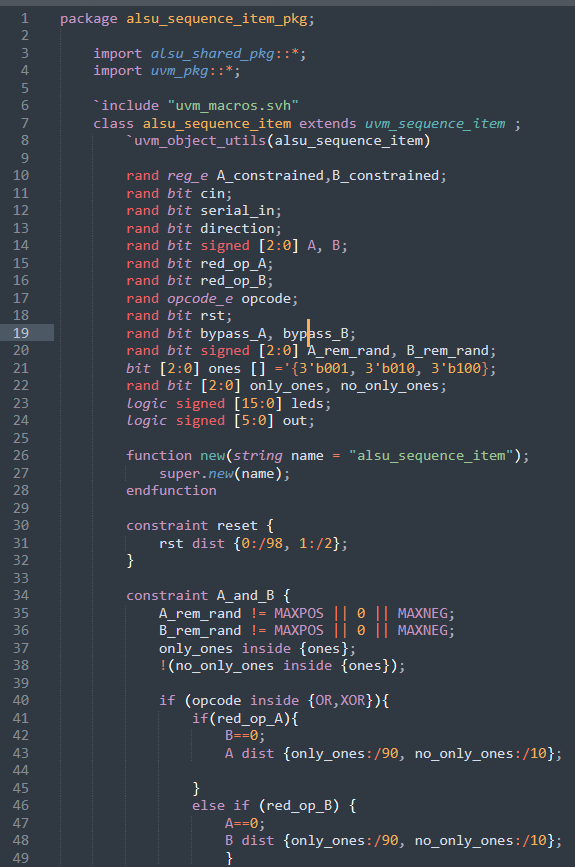 1 package alsu_sequence_item_pkg;
2
3 import alsu_shared_pkg::*;
4 import uvm_pkg::*;
5
6 `include "uvm_macros.svh"
7 class alsu_sequence_item extends uvm_sequence_item ;
8 `uvm_object_utils(alsu_sequence_item)
9
10 rand reg_e A_constrained,B_constrained;
11 rand bit cin;
12 rand bit serial_in;
13 rand bit direction;
14 rand bit signed [2:0] A, B;
15 rand bit red_op_A;
16 rand bit red_op_B;
17 rand opcode_e opcode;
18 rand bit rst;
19 rand bit bypass_A, bypass_B;
20 rand bit signed [2:0] A_rem_rand, B_rem_rand;
21 bit [2:0] ones [] ='{3'b001, 3'b010, 3'b100};
22 rand bit [2:0] only_ones, no_only_ones;
23 logic signed [15:0] leds;
24 logic signed [5:0] out;
25
26 function new(string name = "alsu_sequence_item");
27 super.new(name);
28 endfunction
29
30 constraint reset {
31 rst dist {0:/98, 1:/2};
32 }
33
34 constraint A_and_B {
35 A_rem_rand != MAXPOS || 0 || MAXNEG;
36 B_rem_rand != MAXPOS || 0 || MAXNEG;
37 only_ones inside {ones};
38 !(no_only_ones inside {ones});
39
40 if (opcode inside {OR,XOR}){
41 if(red_op_A){
42 B==0;
43 A dist {only_ones:/90, no_only_ones:/10};
44
45 }
46 else if (red_op_B) {
47 A==0;
48 B dist {only_ones:/90, no_only_ones:/10};
49 }